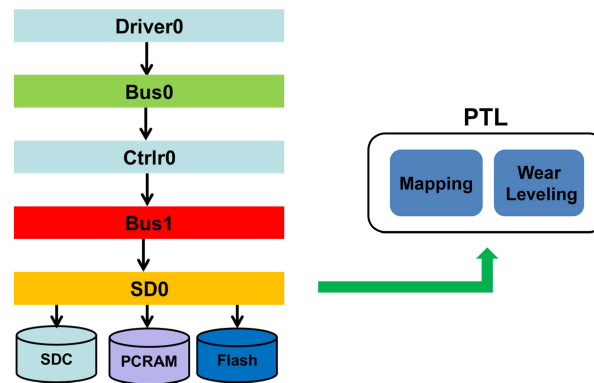 Driver0
Bus0
Ctrlr0
Bus1
SD0
SDC
PCRAM
Flash
PTL
Mapping
Wear
Leveling